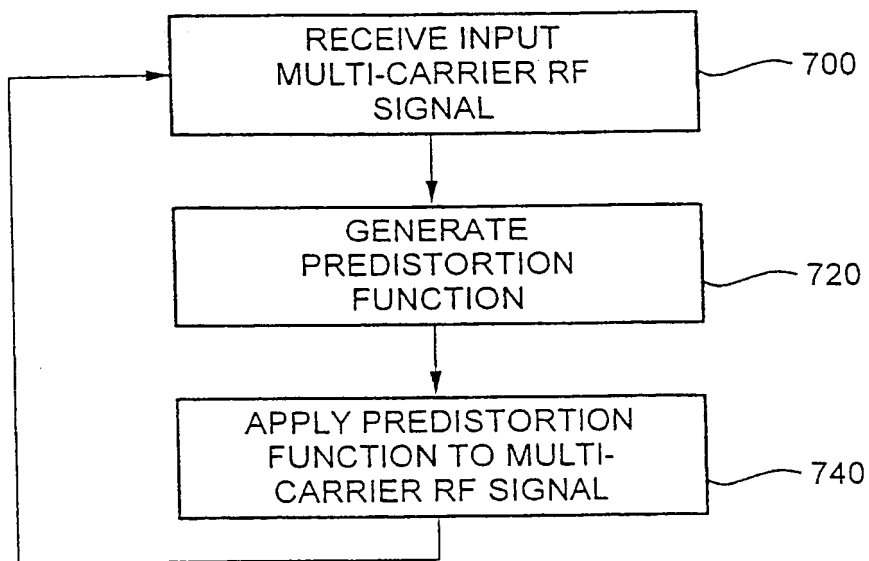 RECEIVE INPUT
MULTI-CARRIER RF
SIGNAL
700
GENERATE
PREDISTORTION
FUNCTION
720
APPLY PREDISTORTION
FUNCTION TO MULTI-
CARRIER RF SIGNAL
740